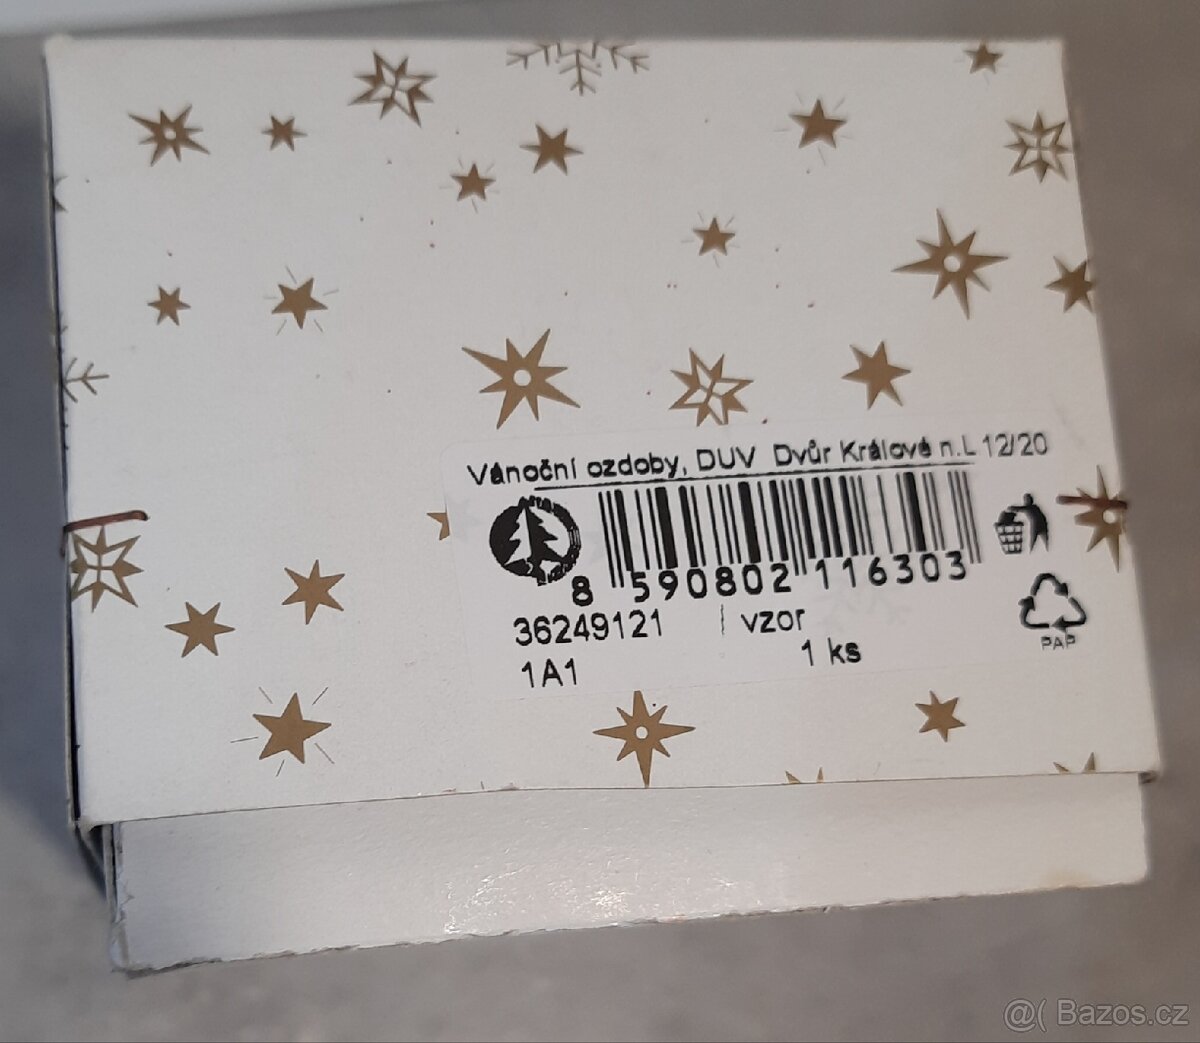 Vánoční ozdoby, DUV Dvůr Králové n.L 12/20
8 590802 116303
36249121 vzor
1A1 1 ks
PAP
@( Bazos.cz